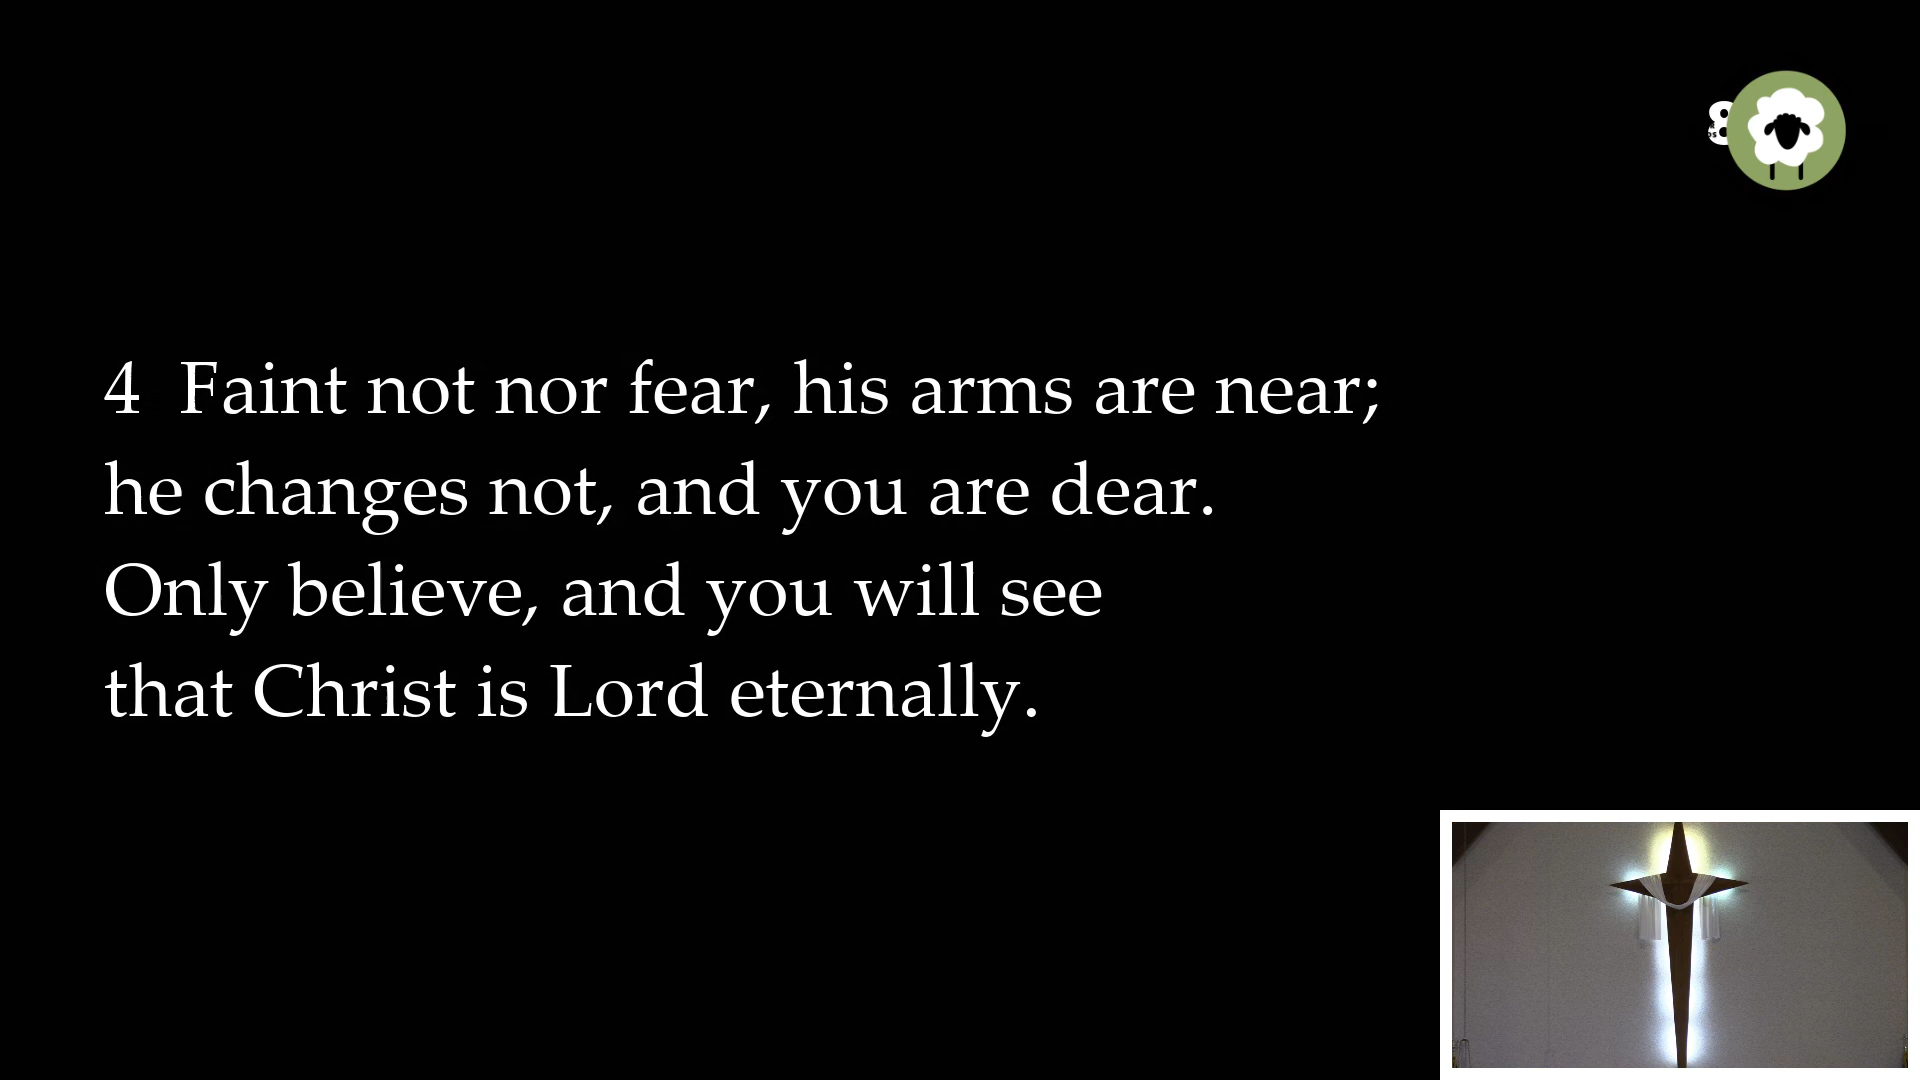 4 Faint not nor fear, his arms are near;
he changes not, and you are dear.
Only believe, and you will see
that Christ is Lord eternally.